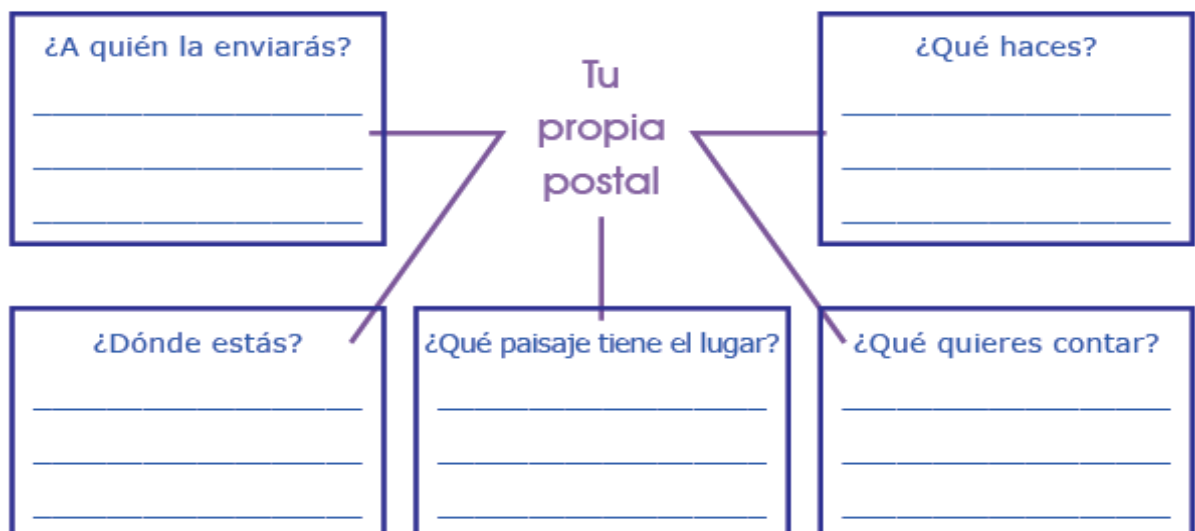 ¿A quién la enviarás?
Tu
propia
postal
¿Qué haces?
¿Dónde estás?
¿Qué paisaje tiene el lugar?
¿Qué quieres contar?